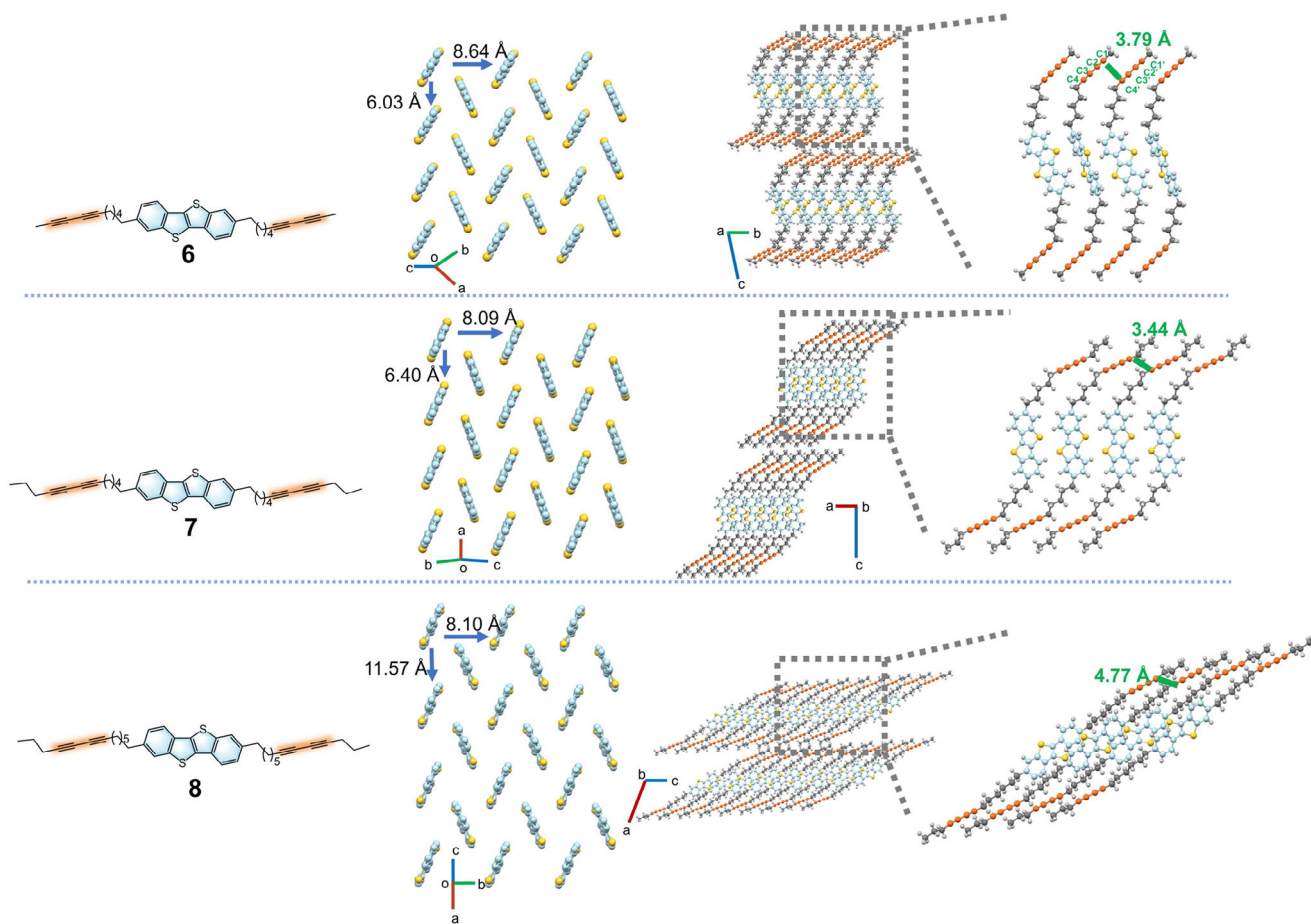 8.64 Å
6.03 Å
c
o
b
a
a
b
c
3.79 Å
C1
C2
C3
C4
C1'
C2'
C3'
C4'
S
( )4
S
( )4
6
8.09 Å
6.40 Å
a
b
o
c
a
b
c
3.44 Å
S
( )4
S
( )4
7
8.10 Å
11.57 Å
c
o
b
a
b
c
a
4.77 Å
S
( )5
S
( )5
8